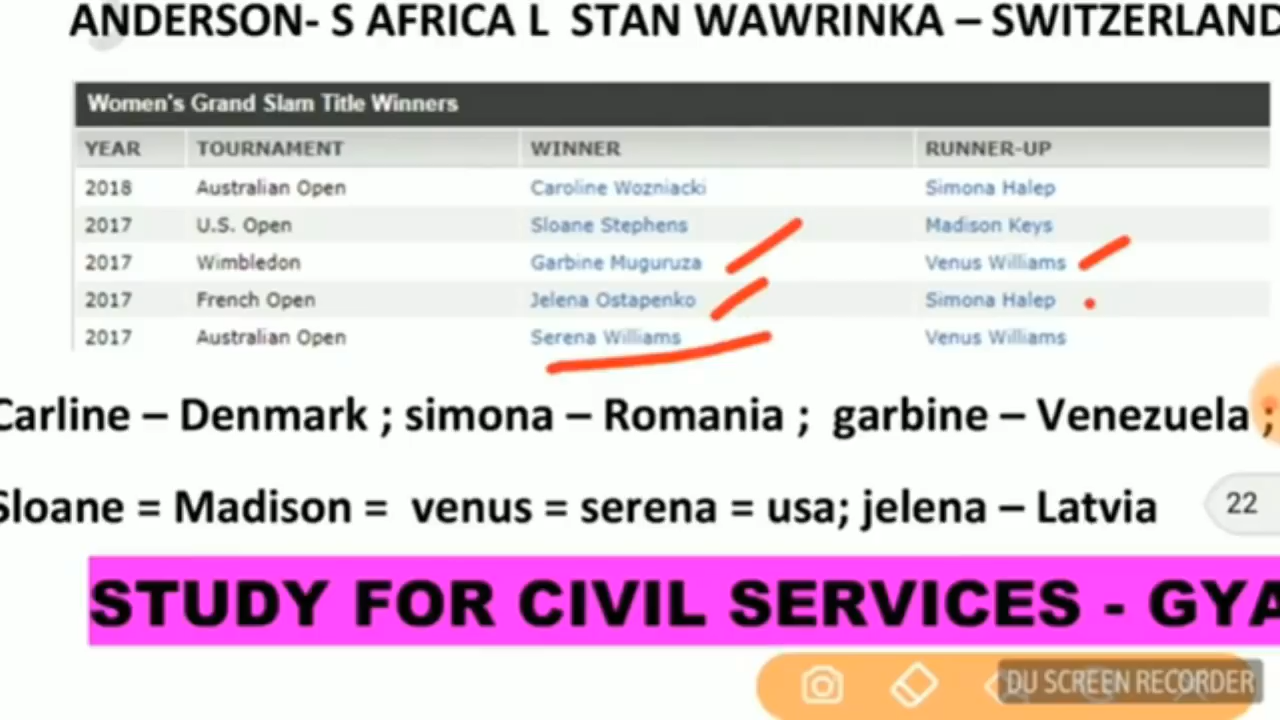 ANDERSON- S AFRICA L STAN WAWRINKA – SWITZERLAND
Women's Grand Slam Title Winners
YEAR TOURNAMENT WINNER RUNNER-UP
2018 Australian Open Caroline Wozniacki Simona Halep
2017 U.S. Open Sloane Stephens Madison Keys
2017 Wimbledon Garbine Muguruza Venus Williams
2017 French Open Jelena Ostapenko Simona Halep
2017 Australian Open Serena Williams Venus Williams
Carline – Denmark ; simona – Romania ; garbine – Venezuela ;
Sloane = Madison = venus = serena = usa; jelena – Latvia
22
STUDY FOR CIVIL SERVICES - GYA
DU SCREEN RECORDER